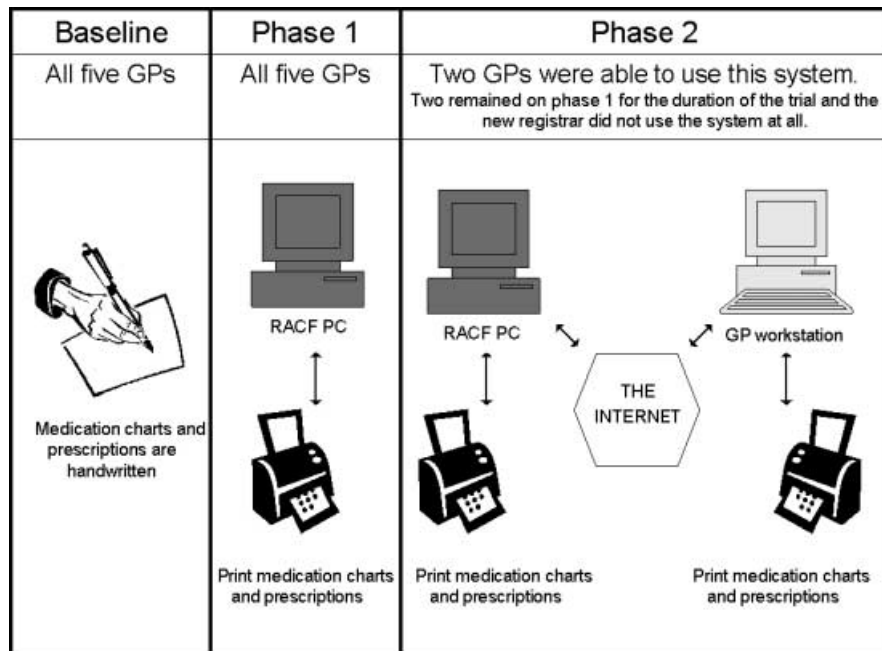 Baseline
Phase 1
Phase 2
All five GPs
All five GPs
Two GPs were able to use this system.
Two remained on phase 1 for the duration of the trial and the
new registrar did not use the system at all.
Medication charts and
prescriptions are
handwritten
RACF PC
Print medication charts
and prescriptions
RACF PC
THE
INTERNET
GP workstation
Print medication charts
and prescriptions
Print medication charts
and prescriptions